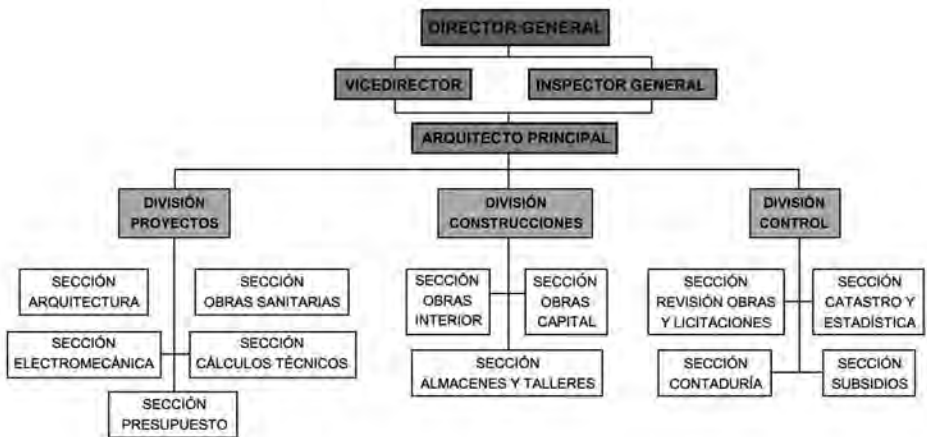 DIRECTOR GENERAL
VICEDIRECTOR
INSPECTOR GENERAL
ARQUITECTO PRINCIPAL
DIVISIÓN
PROYECTOS
DIVISIÓN
CONSTRUCCIONES
DIVISIÓN
CONTROL
SECCIÓN
ARQUITECTURA
SECCIÓN
OBRAS SANITARIAS
SECCIÓN
ELECTROMECÁNICA
SECCIÓN
CÁLCULOS TÉCNICOS
SECCIÓN
PRESUPUESTO
SECCIÓN
OBRAS
INTERIOR
SECCIÓN
OBRAS
CAPITAL
SECCIÓN
ALMACENES Y TALLERES
SECCIÓN
REVISIÓN OBRAS
Y LICITACIONES
SECCIÓN
CATASTRO Y
ESTADÍSTICA
SECCIÓN
CONTADURÍA
SECCIÓN
SUBSIDIOS